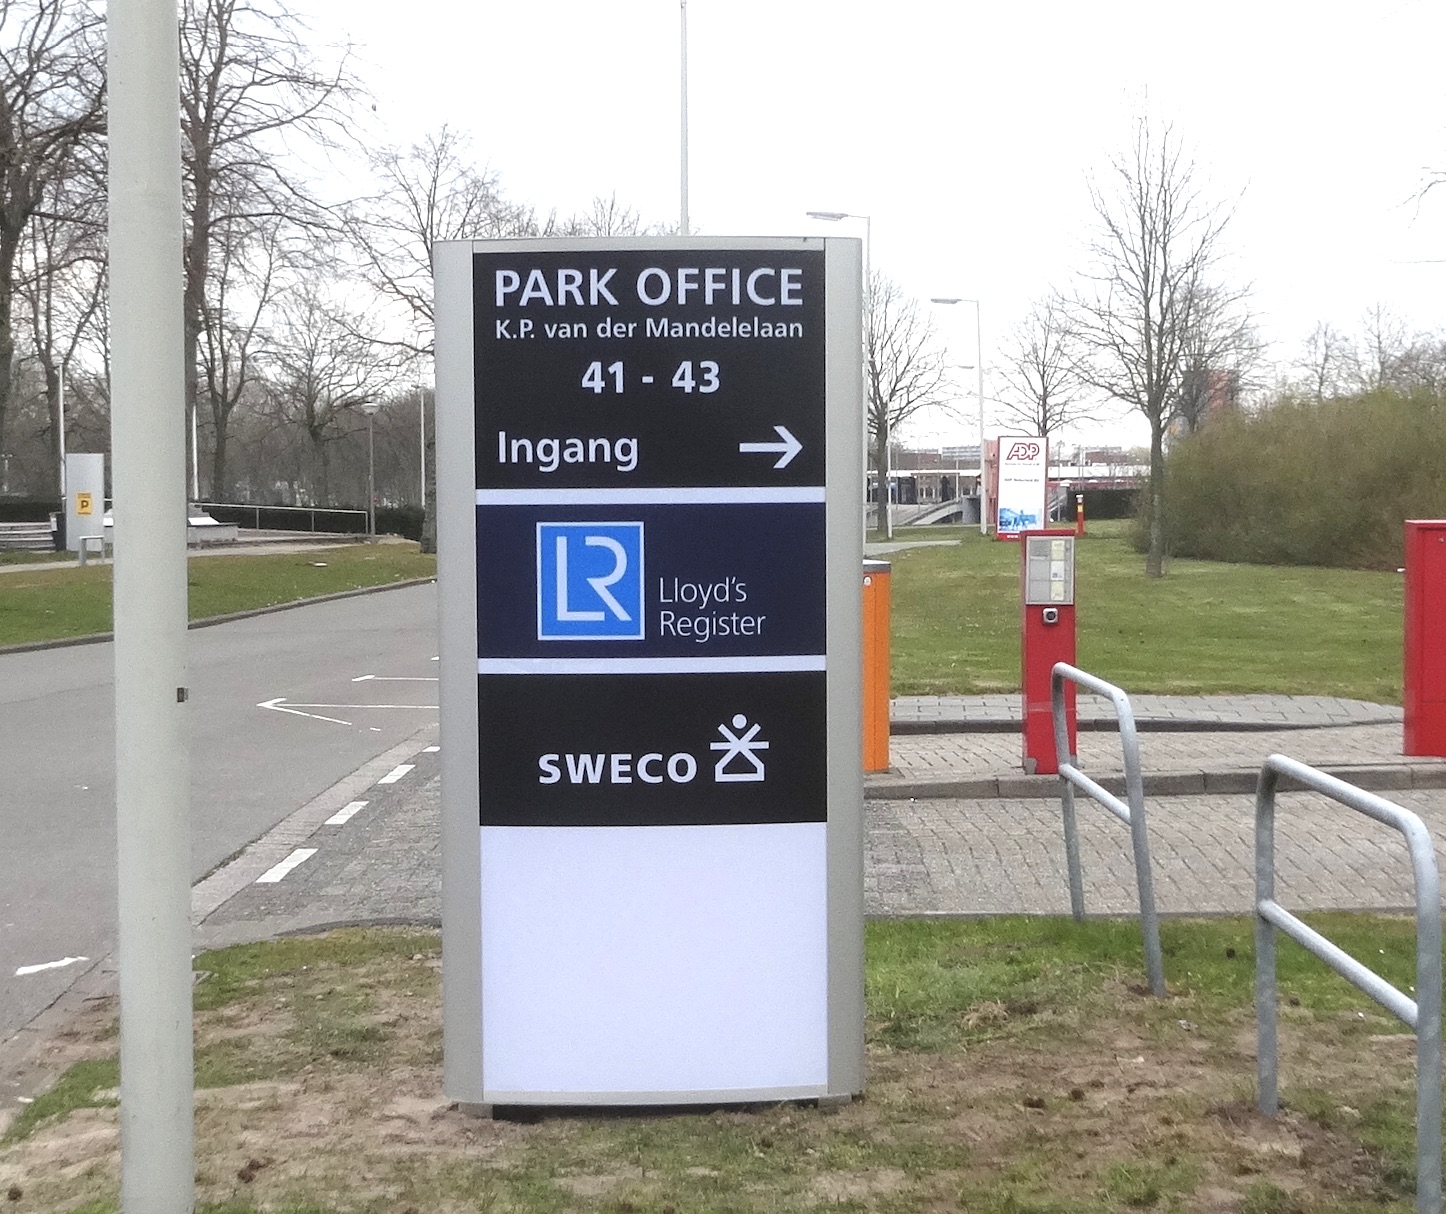 PARK OFFICE
K.P. van der Mandelelaan
41 - 43
Ingang →
LR
Lloyd's
Register
SWECO
ADP
P